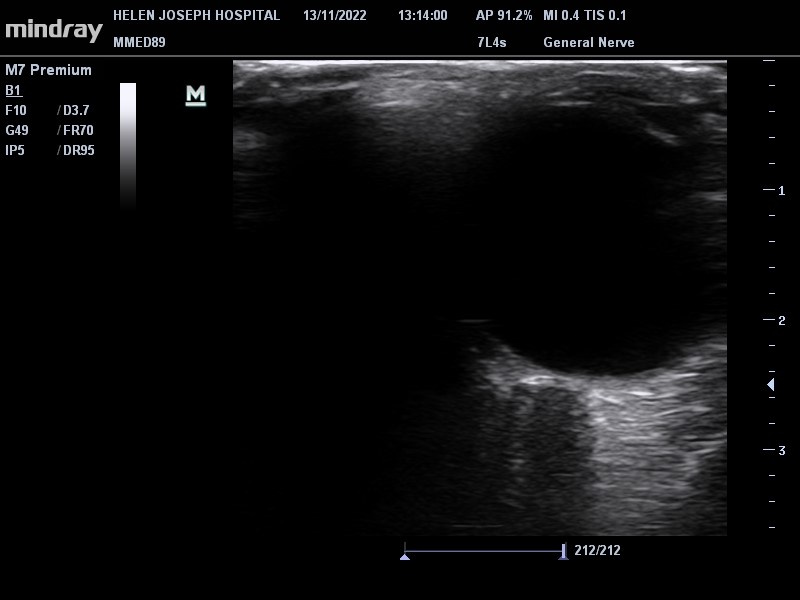 mindray HELEN JOSEPH HOSPITAL 13/11/2022 13:14:00 AP 91.2% MI 0.4 TIS 0.1
MMED89 7L4s General Nerve
M7 Premium
B1
F10 / D3.7
G49 / FR70
IP5 / DR95
M
1
2
3
212/212